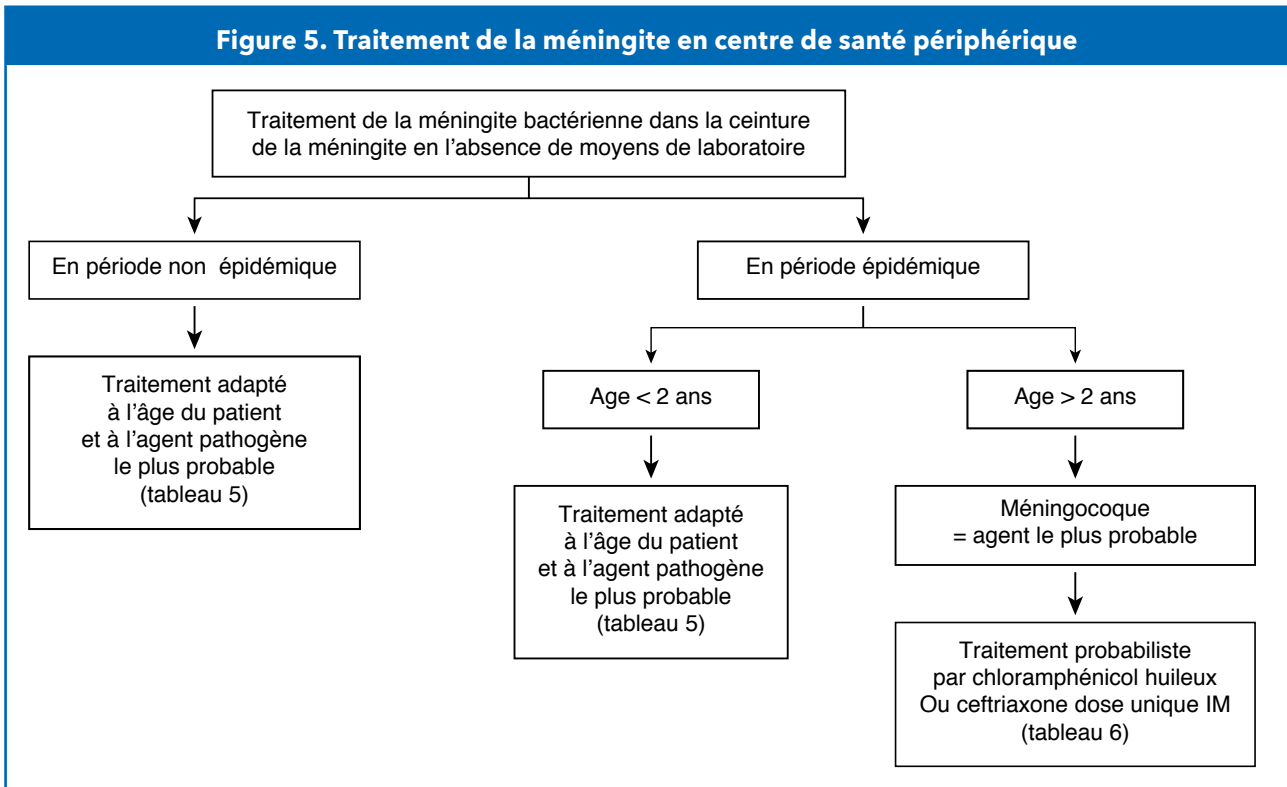 Figure 5. Traitement de la méningite en centre de santé périphérique
Traitement de la méningite bactérienne dans la ceinture
de la méningite en l'absence de moyens de laboratoire
En période non épidémique
En période épidémique
Traitement adapté
à l'âge du patient
et à l'agent pathogène
le plus probable
(tableau 5)
Age < 2 ans
Age > 2 ans
Traitement adapté
à l'âge du patient
et à l'agent pathogène
le plus probable
(tableau 5)
Méningocoque
= agent le plus probable
Traitement probabiliste
par chloramphénicol huileux
Ou ceftriaxone dose unique IM
(tableau 6)